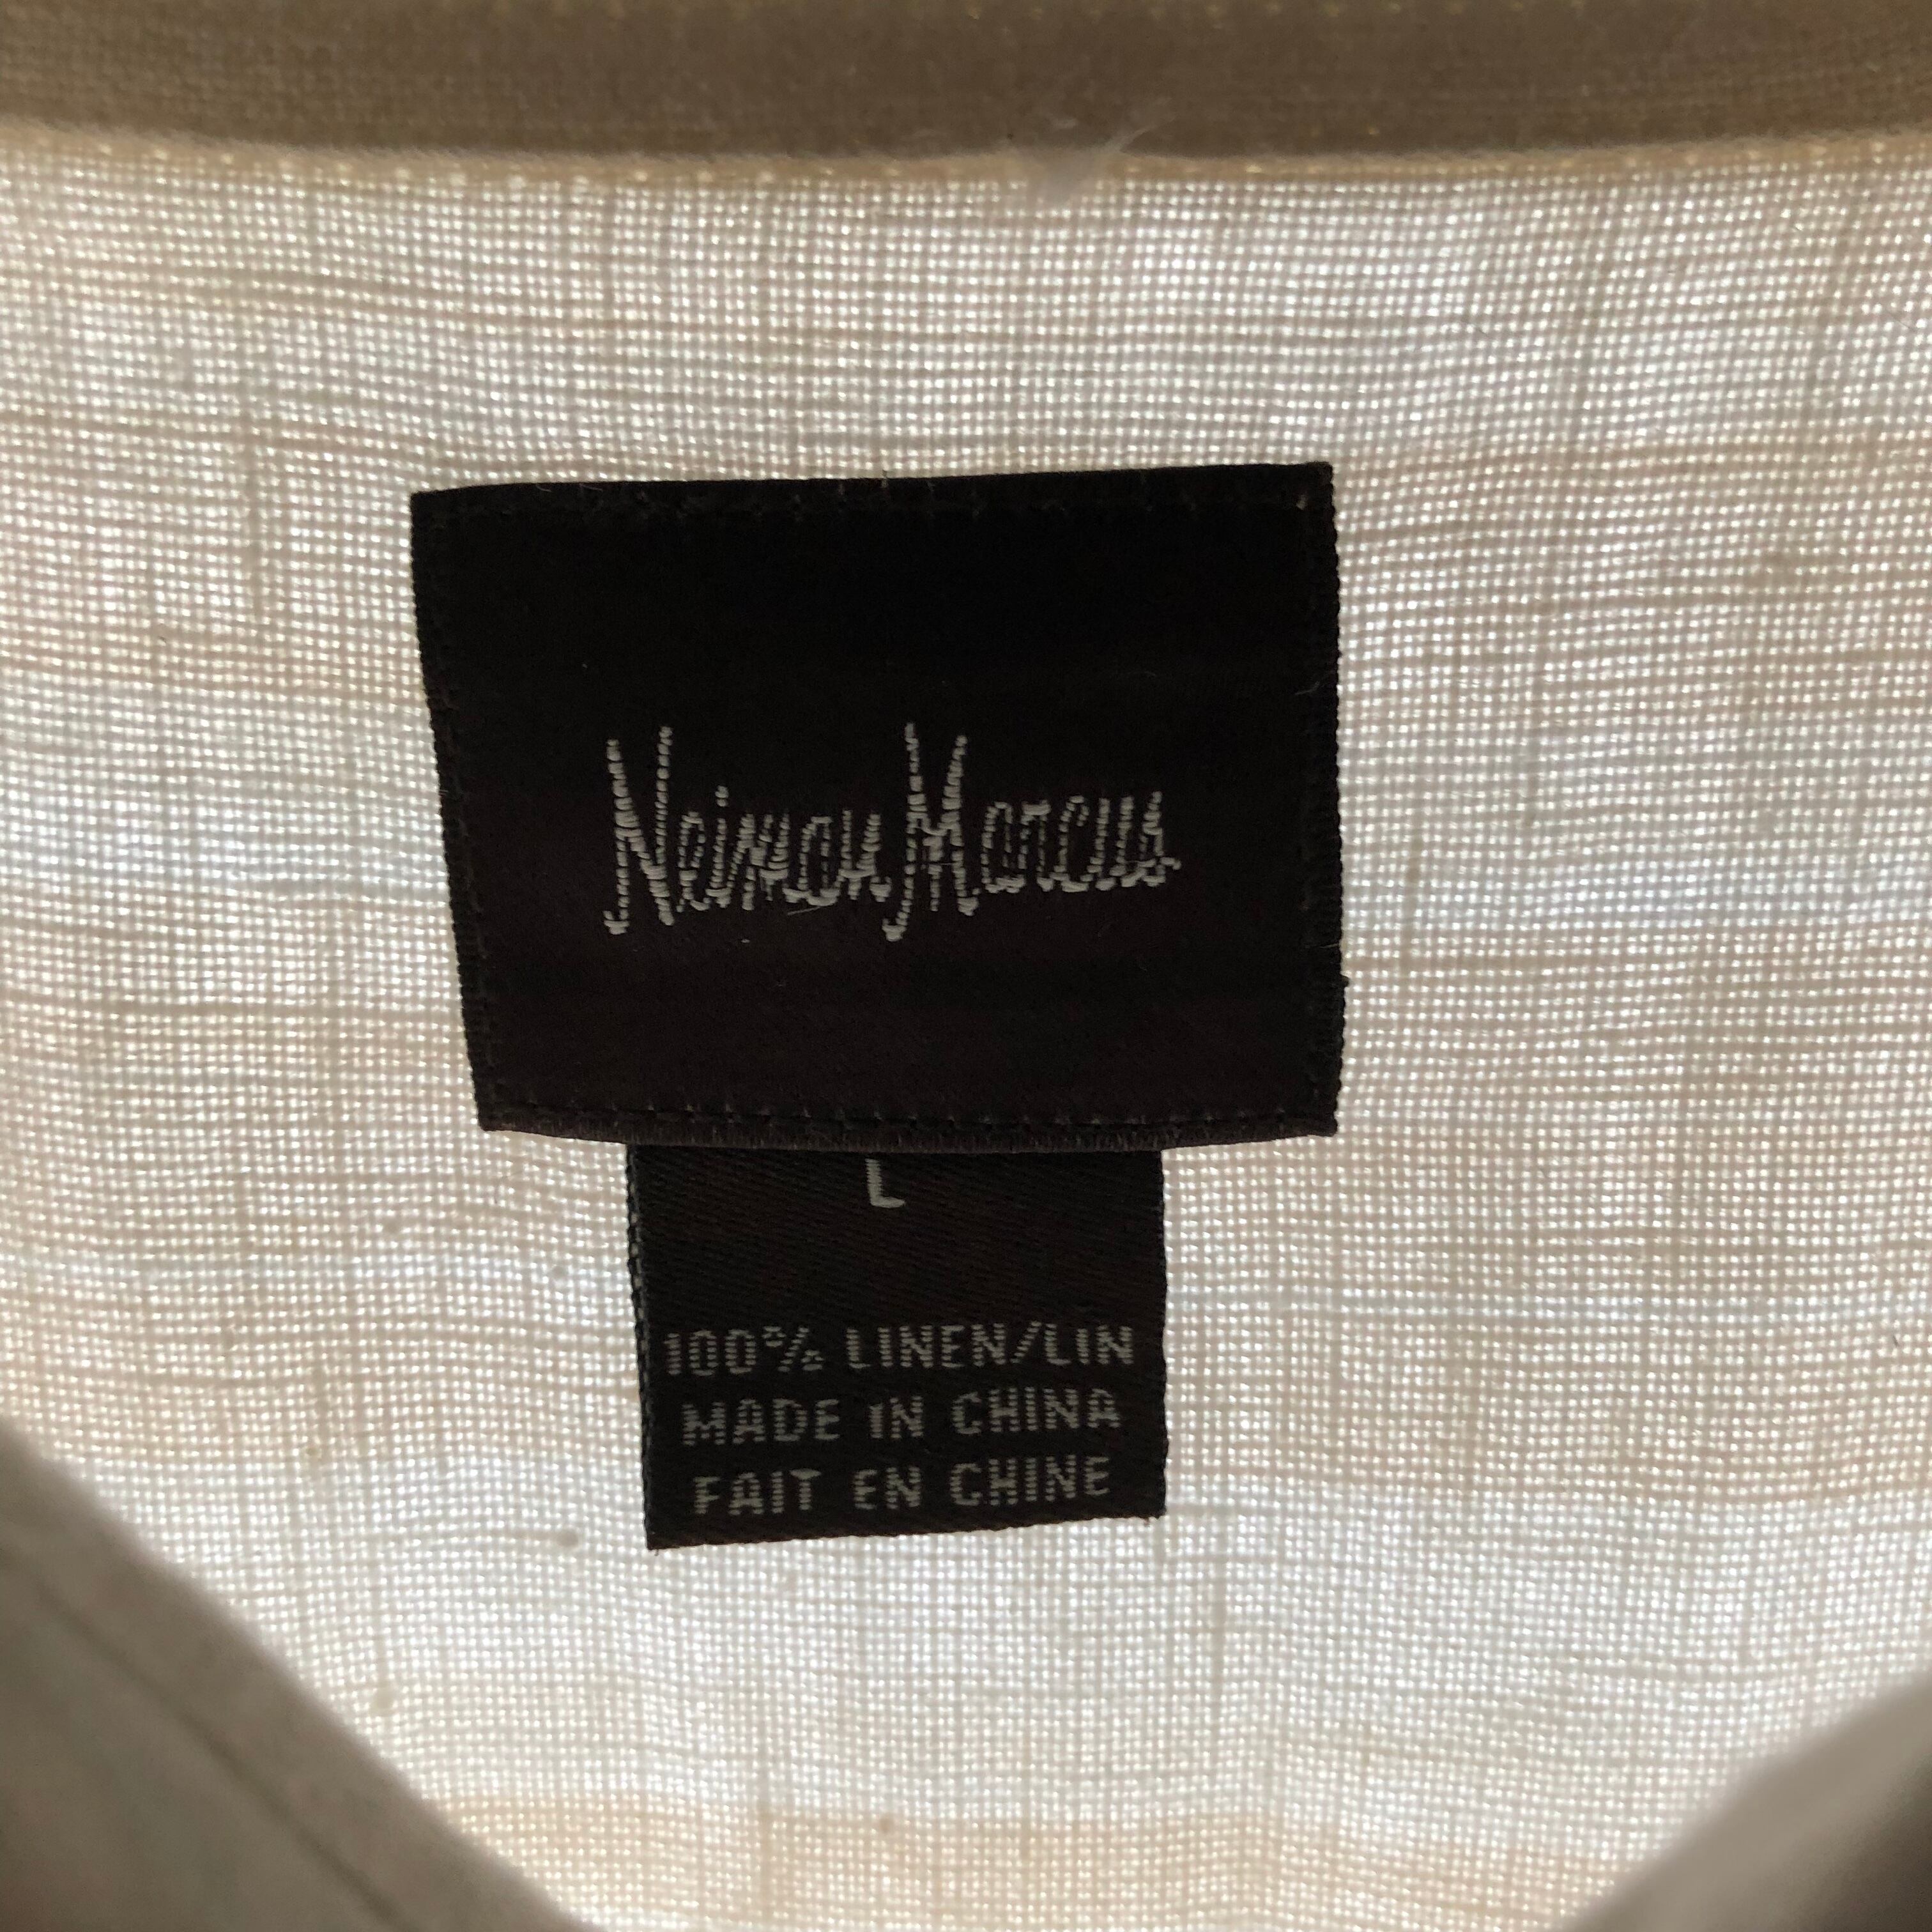 Neiman Marcus
L
100% LINEN/LIN
MADE IN CHINA
FAIT EN CHINE